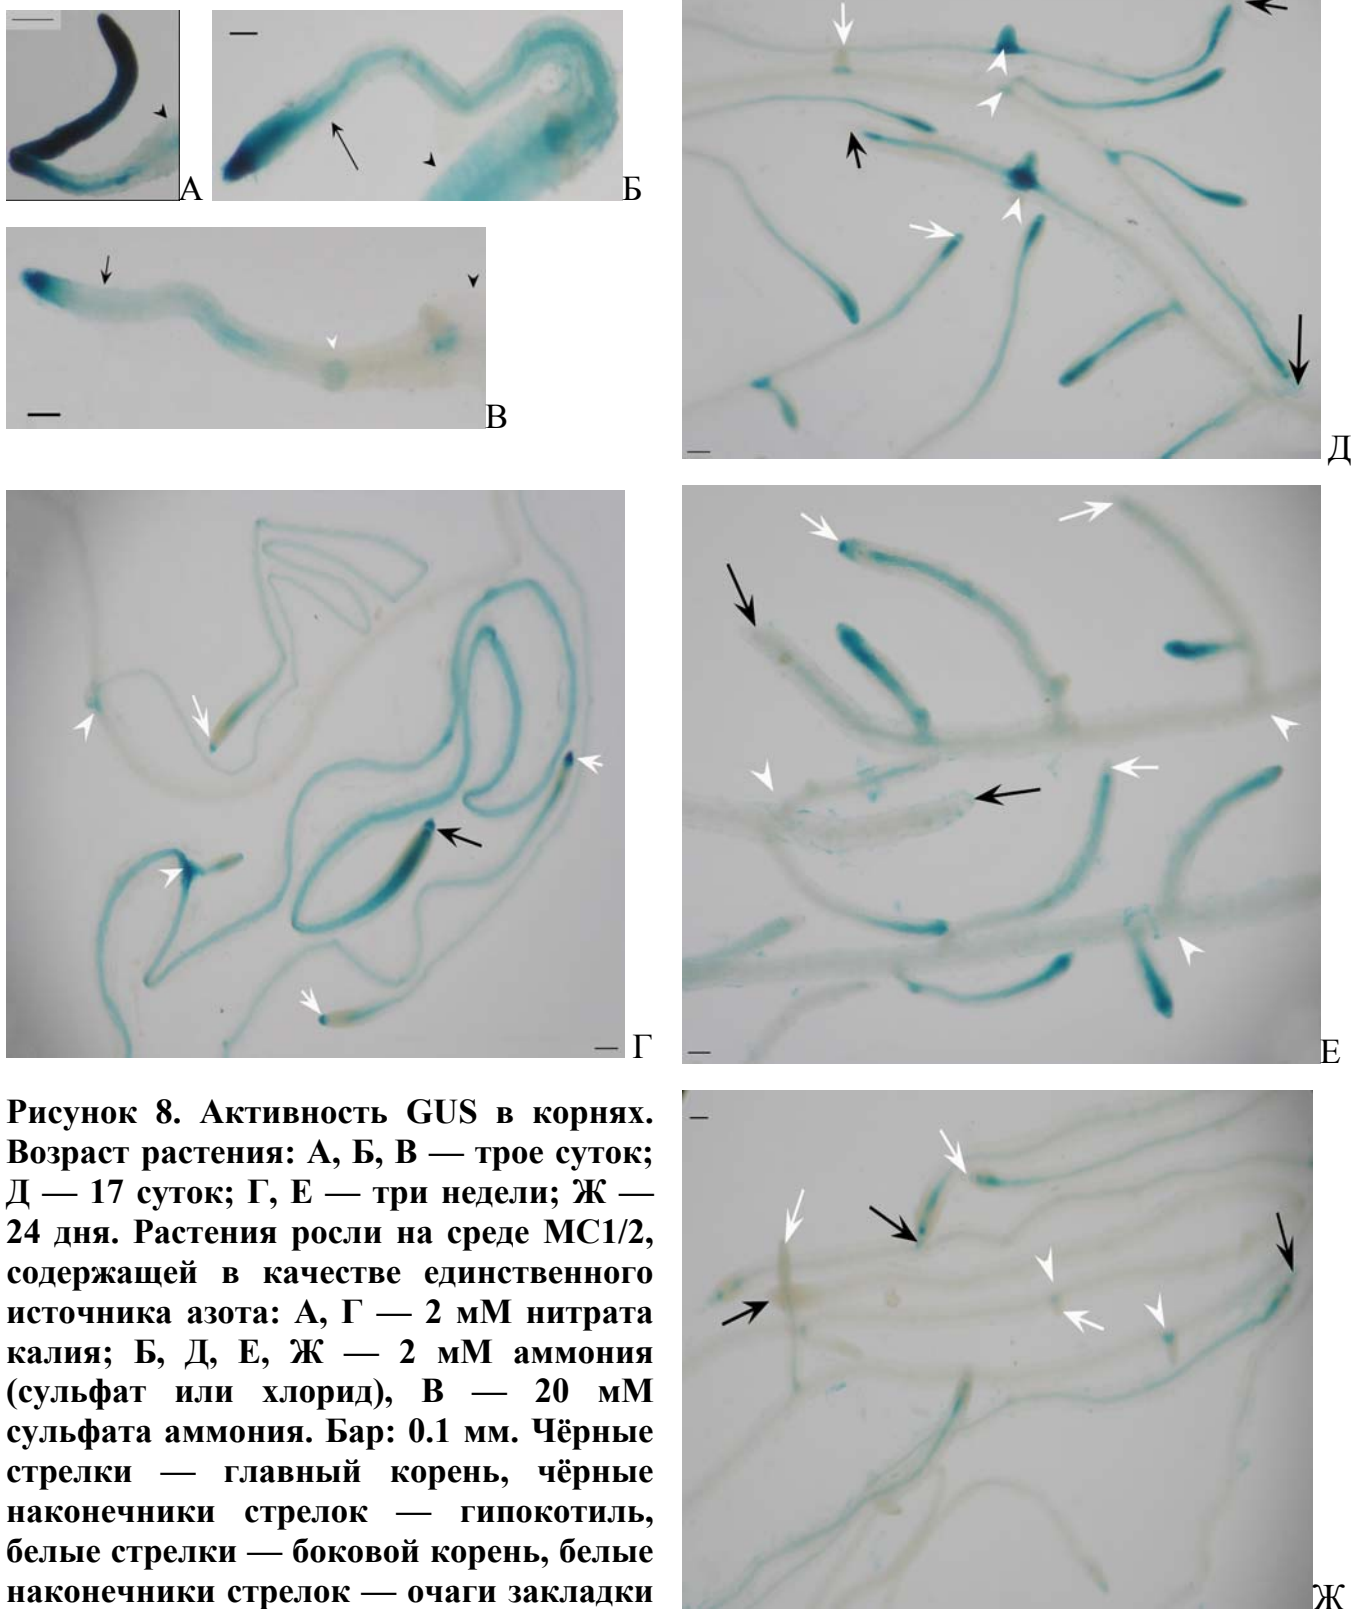 А
Б
В
Д
Г
Е
Рисунок 8. Активность GUS в корнях.
Возраст растения: А, Б, В — трое суток;
Д — 17 суток; Г, Е — три недели; Ж —
24 дня. Растения росли на среде МС1/2,
содержащей в качестве единственного
источника азота: А, Г — 2 мМ нитрата
калия; Б, Д, Е, Ж — 2 мМ аммония
(сульфат или хлорид), В — 20 мМ
сульфата аммония. Бар: 0.1 мм. Чёрные
стрелки — главный корень, чёрные
наконечники стрелок — гипокотиль,
белые стрелки — боковой корень, белые
наконечники стрелок — очаги закладки
Ж